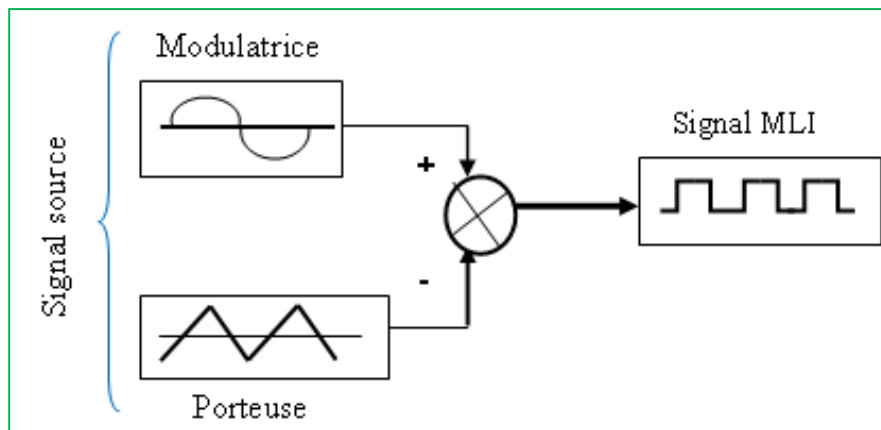 Modulatrice
Signal source
+
Signal MLI
-
Porteuse